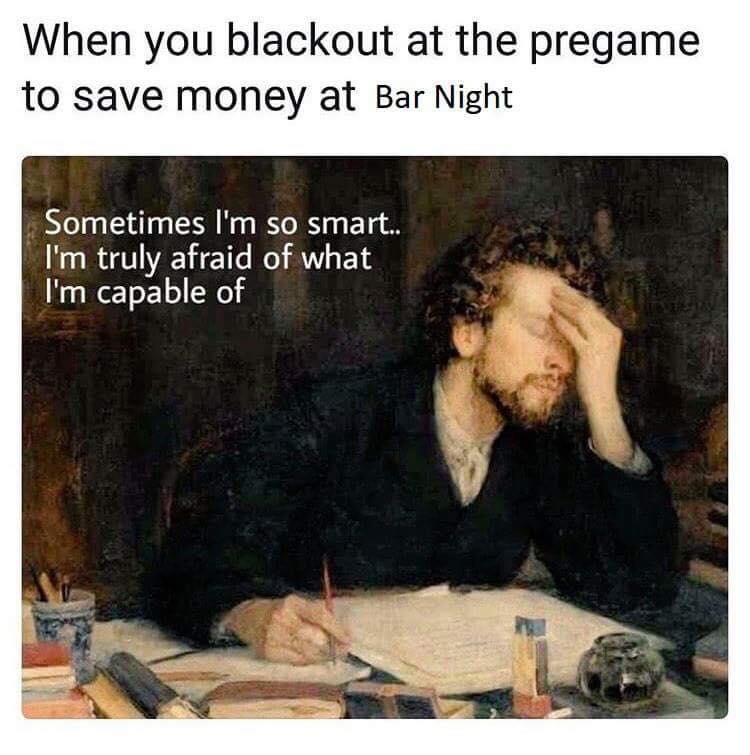 When you blackout at the pregame
to save money at Bar Night
Sometimes I'm so smart..
I'm truly afraid of what
I'm capable of